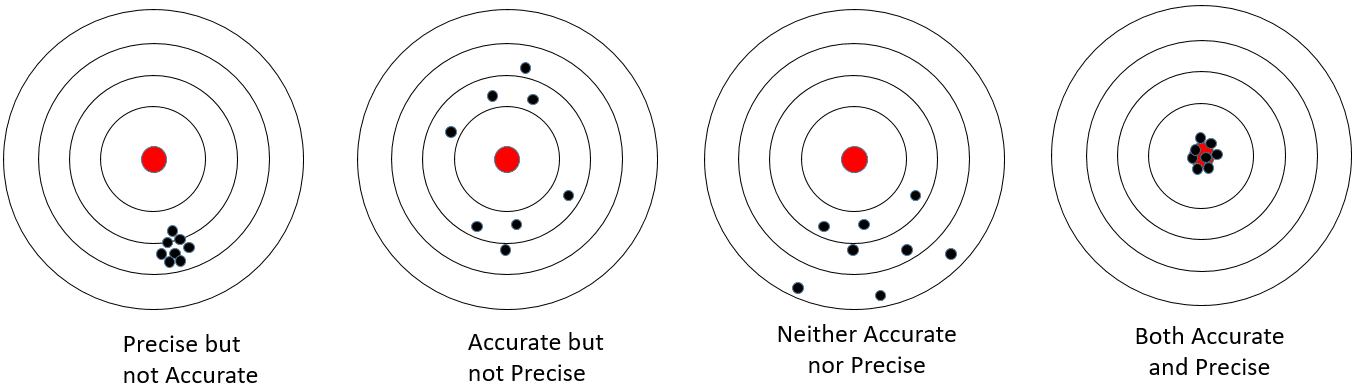 Precise but
not Accurate
Accurate but
not Precise
Neither Accurate
nor Precise
Both Accurate
and Precise